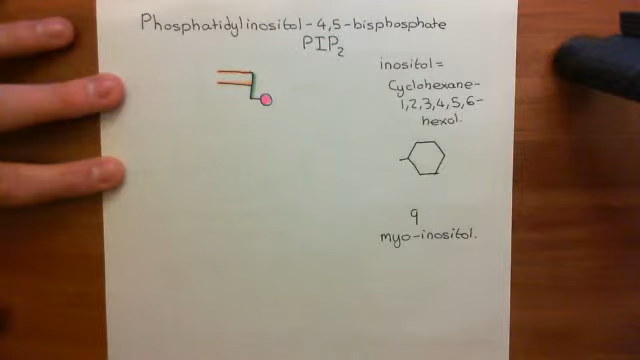 Phosphatidylinositol-4,5-bisphosphate
PIP2
inositol=
Cyclohexane-
1,2,3,4,5,6-
hexol.
9
myo-inositol.